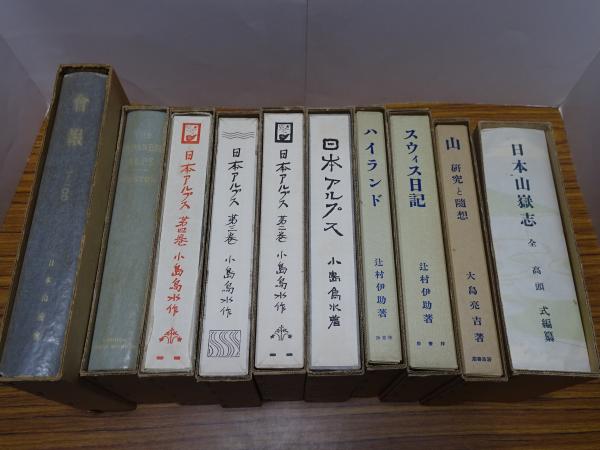 會報
日本山岳會
THE
JAPANESE
ALPS
日本アルプス 第四巻 小島烏水作
日本アルプス 第三巻 小島烏水作
日本アルプス 第二巻 小島烏水作
日本アルプス 小島烏水著
ハイランド
辻村伊助著
スウィス日記
辻村伊助著
山 研究と隨想
大島亮吉著
日本山嶽志 全 高頭 式編纂